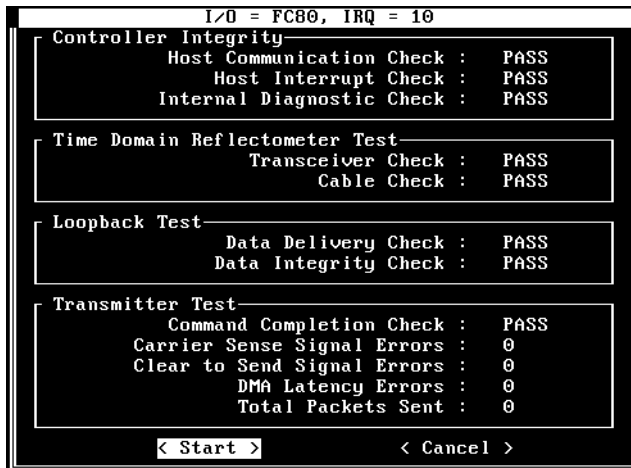 I/O = FC80, IRQ = 10
Controller Integrity
Host Communication Check : PASS
Host Interrupt Check : PASS
Internal Diagnostic Check : PASS
Time Domain Reflectometer Test
Transceiver Check : PASS
Cable Check : PASS
Loopback Test
Data Delivery Check : PASS
Data Integrity Check : PASS
Transmitter Test
Command Completion Check : PASS
Carrier Sense Signal Errors : 0
Clear to Send Signal Errors : 0
DMA Latency Errors : 0
Total Packets Sent : 0
< Start > < Cancel >